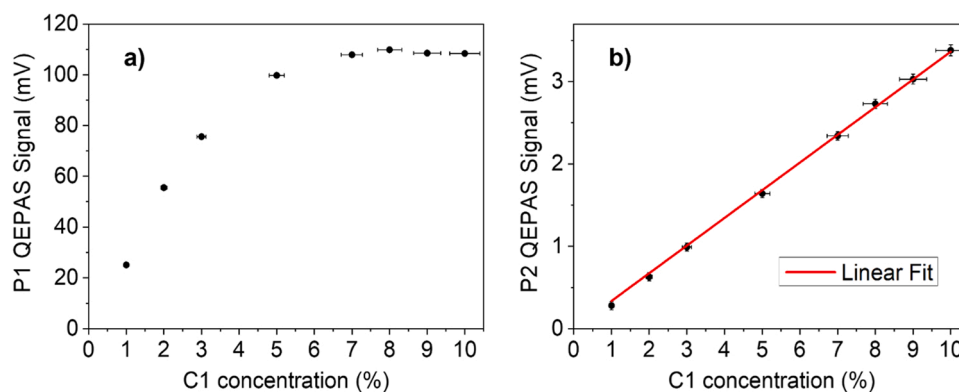 a)
P1 QEPAS Signal (mV)
120
100
80
60
40
20
0
0 1 2 3 4 5 6 7 8 9 10
C1 concentration (%)
b)
P2 QEPAS Signal (mV)
3
2
1
0
Linear Fit
0 1 2 3 4 5 6 7 8 9 10
C1 concentration (%)